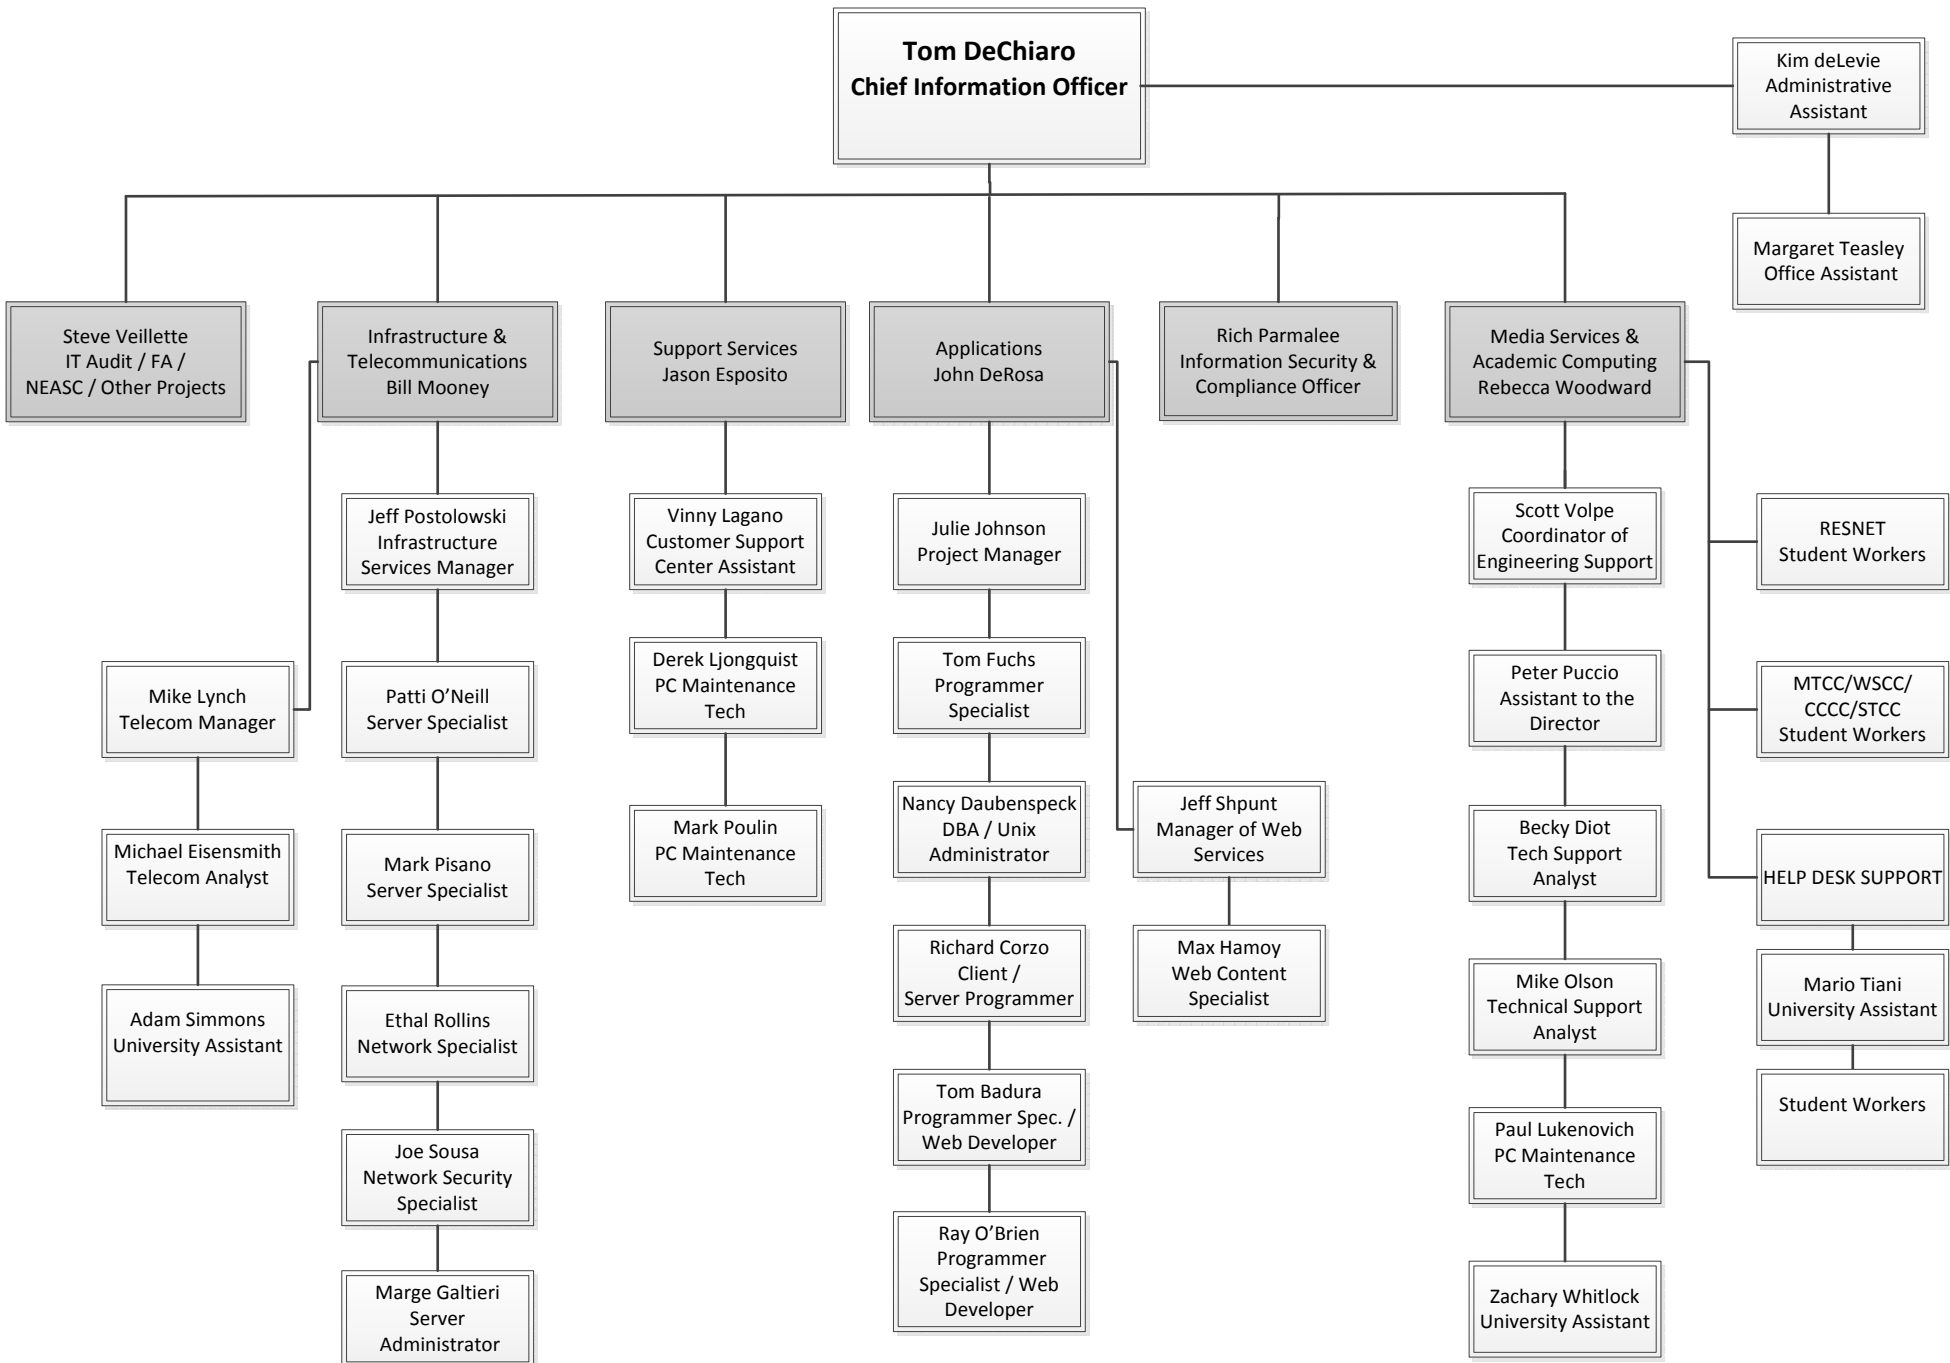 Tom DeChiaro
Chief Information Officer
Kim deLevie
Administrative
Assistant
Margaret Teasley
Office Assistant
Steve Veillette
IT Audit / FA /
NEASC / Other Projects
Infrastructure &
Telecommunications
Bill Mooney
Support Services
Jason Esposito
Applications
John DeRosa
Rich Parmalee
Information Security &
Compliance Officer
Media Services &
Academic Computing
Rebecca Woodward
Mike Lynch
Telecom Manager
Michael Eisensmith
Telecom Analyst
Adam Simmons
University Assistant
Jeff Postolowski
Infrastructure
Services Manager
Patti O’Neill
Server Specialist
Mark Pisano
Server Specialist
Ethal Rollins
Network Specialist
Joe Sousa
Network Security
Specialist
Marge Galtieri
Server
Administrator
Vinny Lagano
Customer Support
Center Assistant
Derek Ljongquist
PC Maintenance
Tech
Mark Poulin
PC Maintenance
Tech
Julie Johnson
Project Manager
Tom Fuchs
Programmer
Specialist
Nancy Daubenspeck
DBA / Unix
Administrator
Richard Corzo
Client /
Server Programmer
Tom Badura
Programmer Spec. /
Web Developer
Ray O’Brien
Programmer
Specialist / Web
Developer
Jeff Shpunt
Manager of Web
Services
Max Hamoy
Web Content
Specialist
Scott Volpe
Coordinator of
Engineering Support
Peter Puccio
Assistant to the
Director
Becky Diot
Tech Support
Analyst
Mike Olson
Technical Support
Analyst
Paul Lukenovich
PC Maintenance
Tech
Zachary Whitlock
University Assistant
RESNET
Student Workers
MTCC/WSCC/
CCCC/STCC
Student Workers
HELP DESK SUPPORT
Mario Tiani
University Assistant
Student Workers